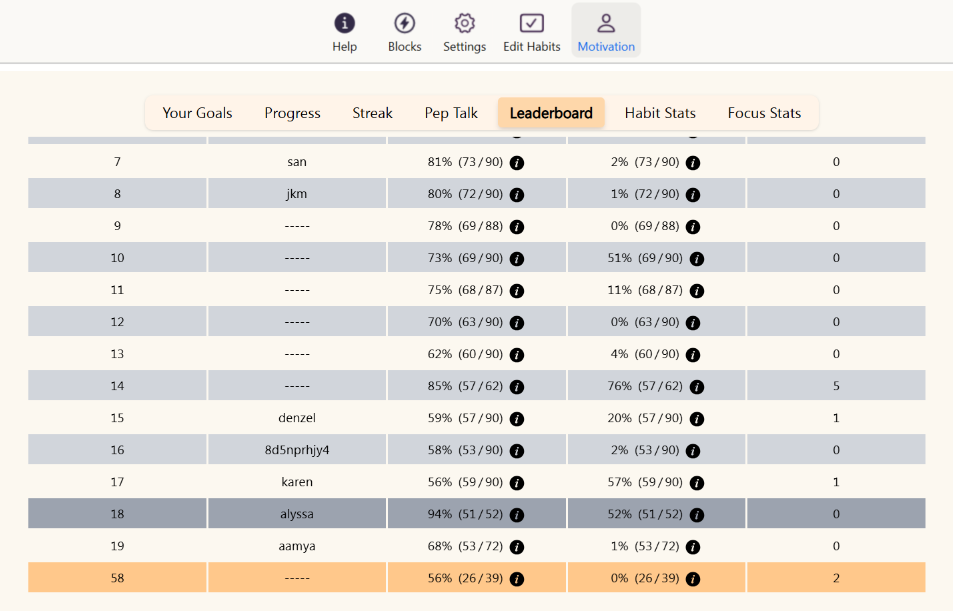 Help Blocks Settings Edit Habits Motivation
Your Goals Progress Streak Pep Talk Leaderboard Habit Stats Focus Stats
7 san 81% (73/90) i 2% (73/90) i 0
8 jkm 80% (72/90) i 1% (72/90) i 0
9 ----- 78% (69/88) i 0% (69/88) i 0
10 ----- 73% (69/90) i 51% (69/90) i 0
11 ----- 75% (68/87) i 11% (68/87) i 0
12 ----- 70% (63/90) i 0% (63/90) i 0
13 ----- 62% (60/90) i 4% (60/90) i 0
14 ----- 85% (57/62) i 76% (57/62) i 5
15 denzel 59% (57/90) i 20% (57/90) i 1
16 8d5nprhjy4 58% (53/90) i 2% (53/90) i 0
17 karen 56% (59/90) i 57% (59/90) i 1
18 alyssa 94% (51/52) i 52% (51/52) i 0
19 aamya 68% (53/72) i 1% (53/72) i 0
58 ----- 56% (26/39) i 0% (26/39) i 2